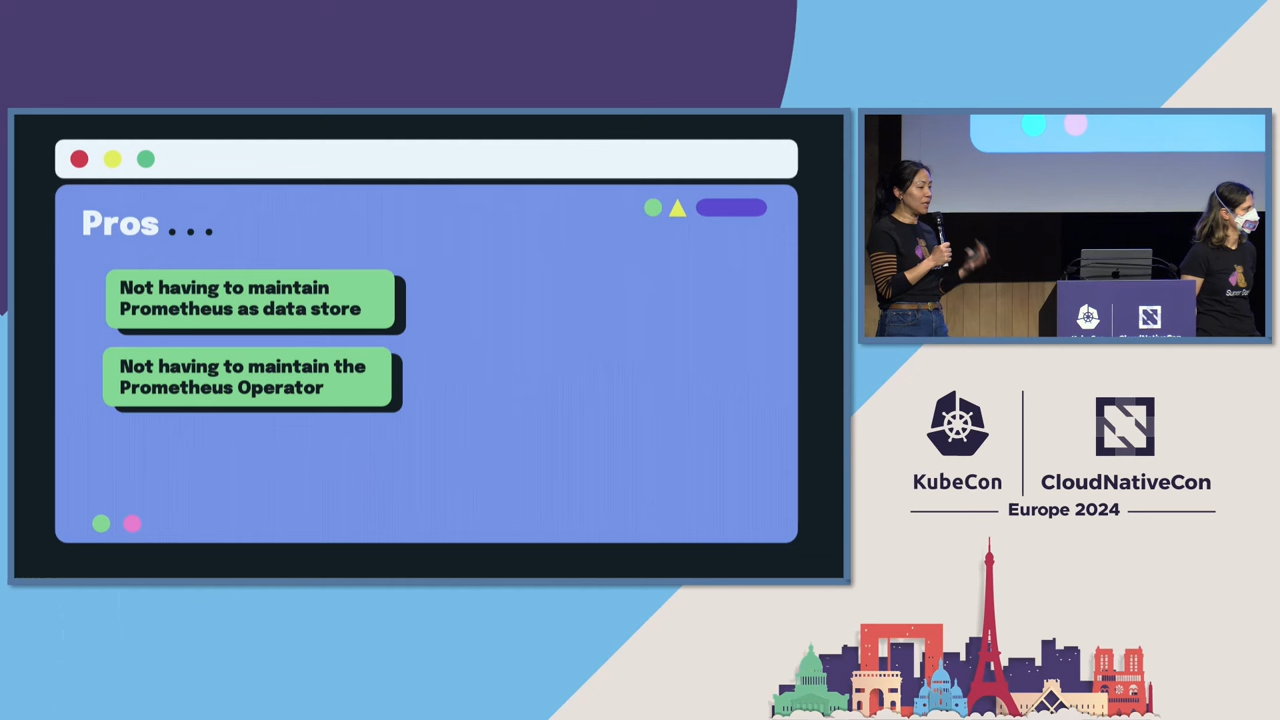 Pros . . .
Not having to maintain
Prometheus as data store
Not having to maintain the
Prometheus Operator
KubeCon
CloudNativeCon
Europe 2024